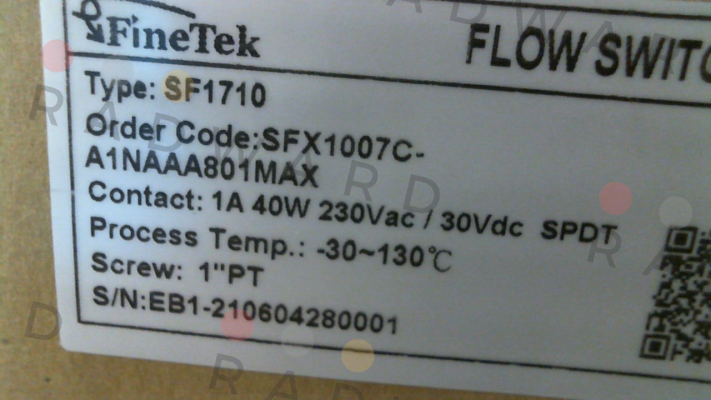 FineTek
FLOW SWITC
Type: SF1710
Order Code:SFX1007C-
A1NAAA801MAX
Contact: 1A 40W 230Vac / 30Vdc SPDT
Process Temp.: -30~130℃
Screw: 1"PT
S/N:EB1-210604280001
RADWARD